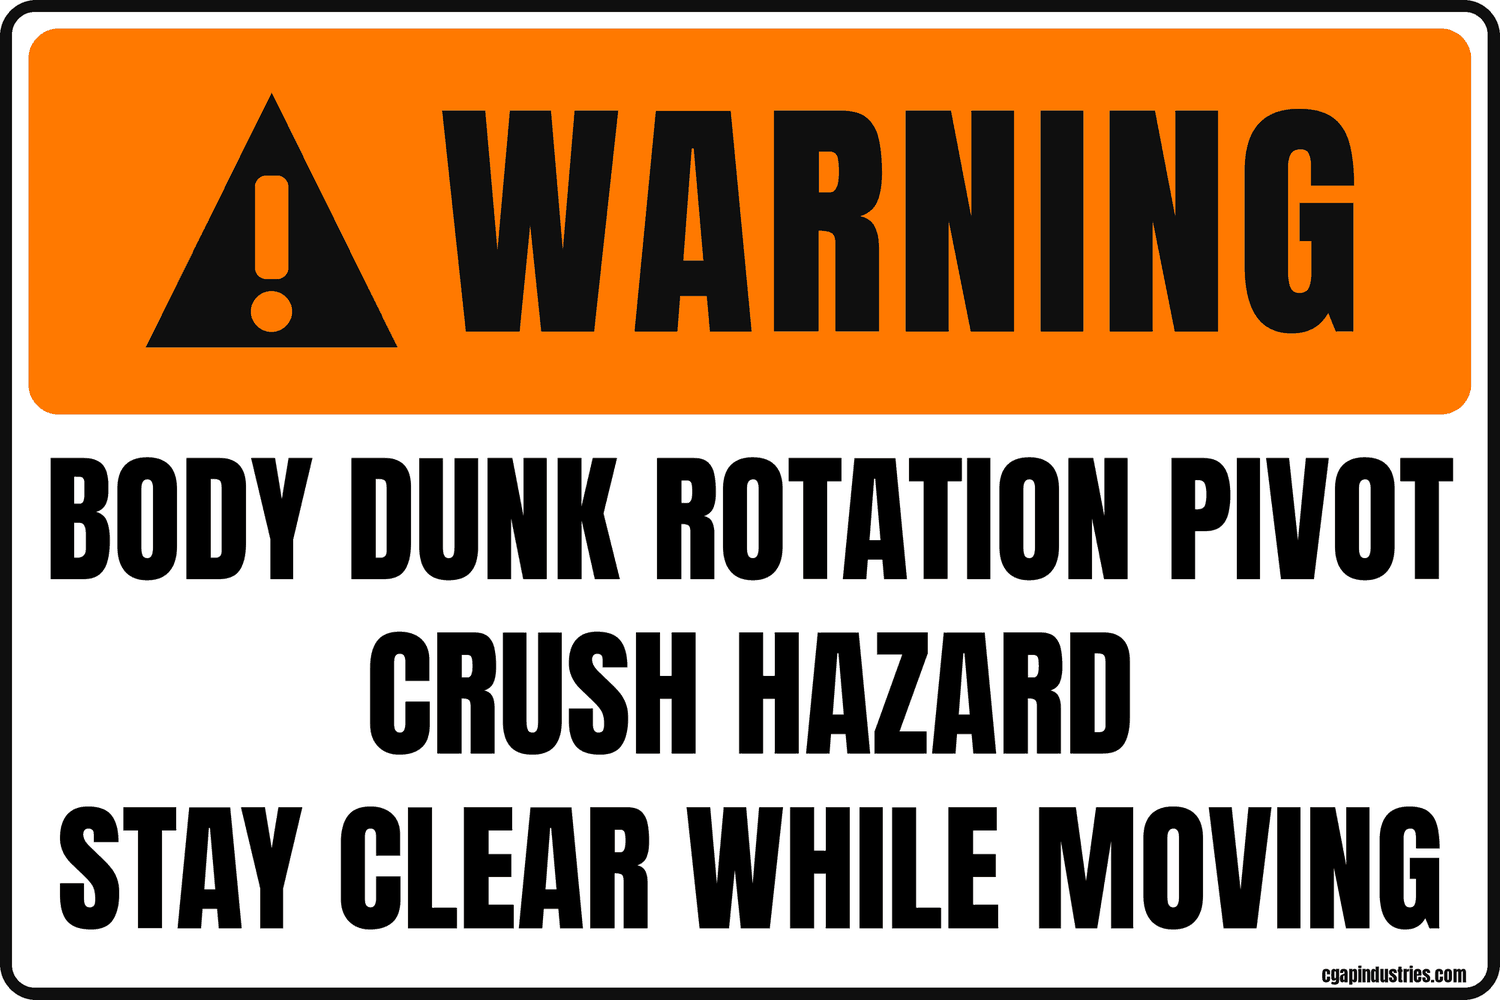 WARNING
BODY DUNK ROTATION PIVOT
CRUSH HAZARD
STAY CLEAR WHILE MOVING
cgapindustries.com